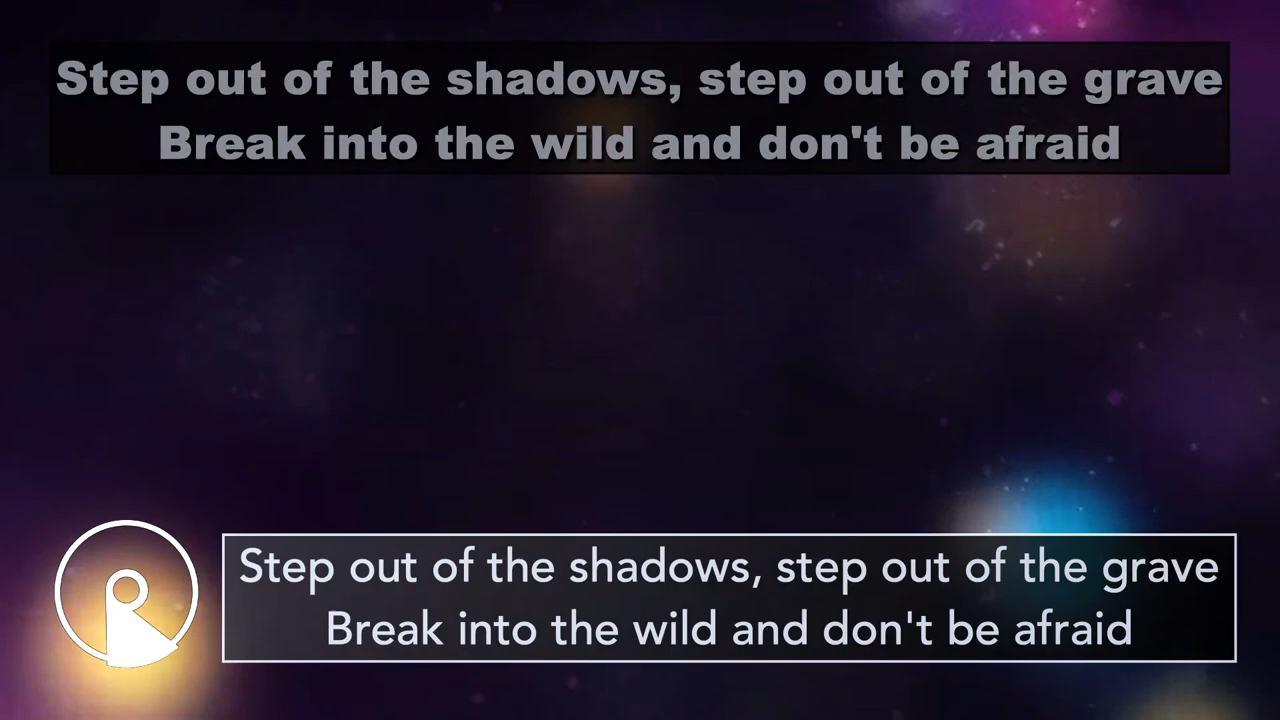 Step out of the shadows, step out of the grave
Break into the wild and don't be afraid
Step out of the shadows, step out of the grave
Break into the wild and don't be afraid